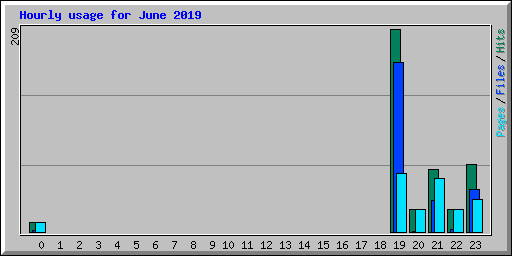 Hourly usage for June 2019
209
Pages/Files/Hits
0 1 2 3 4 5 6 7 8 9 10 11 12 13 14 15 16 17 18 19 20 21 22 23